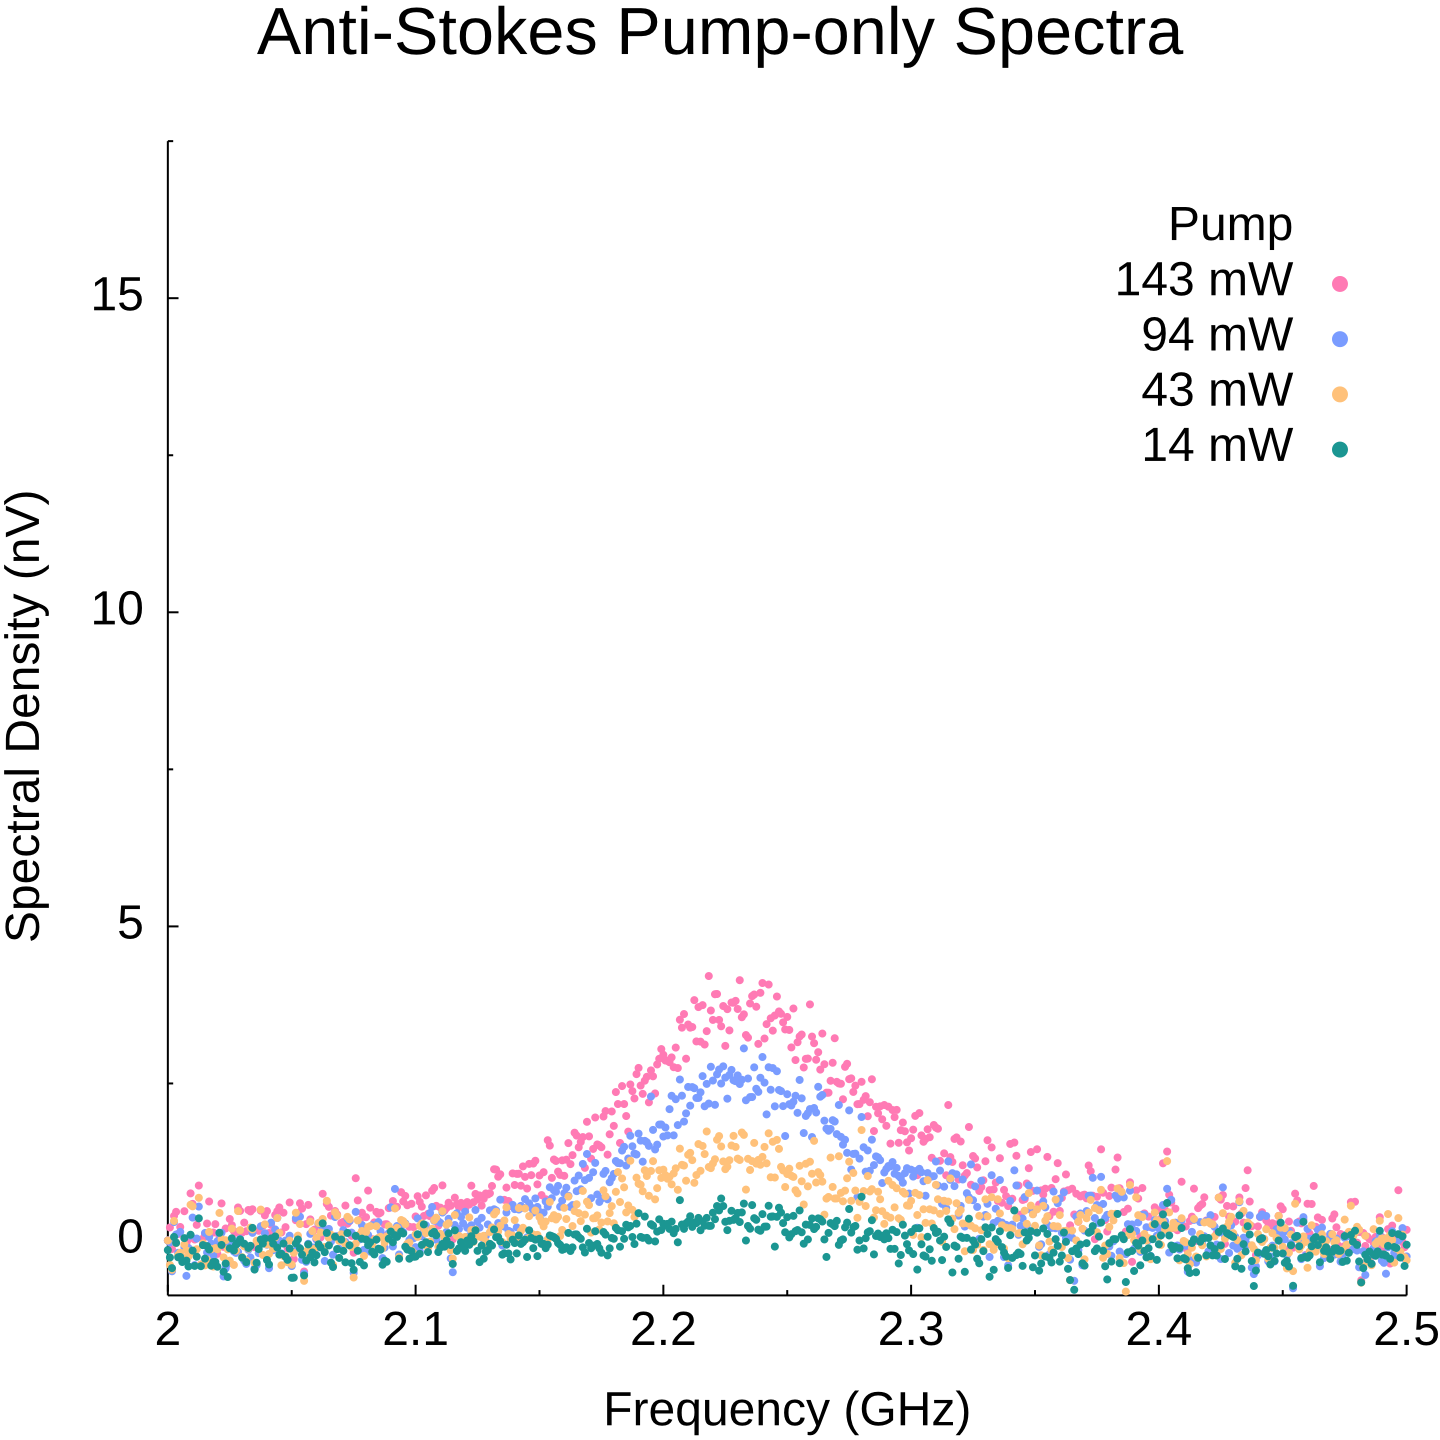 Anti-Stokes Pump-only Spectra
Pump
143 mW
94 mW
43 mW
14 mW
Spectral Density (nV)
15
10
5
0
2 2.1 2.2 2.3 2.4 2.5
Frequency (GHz)